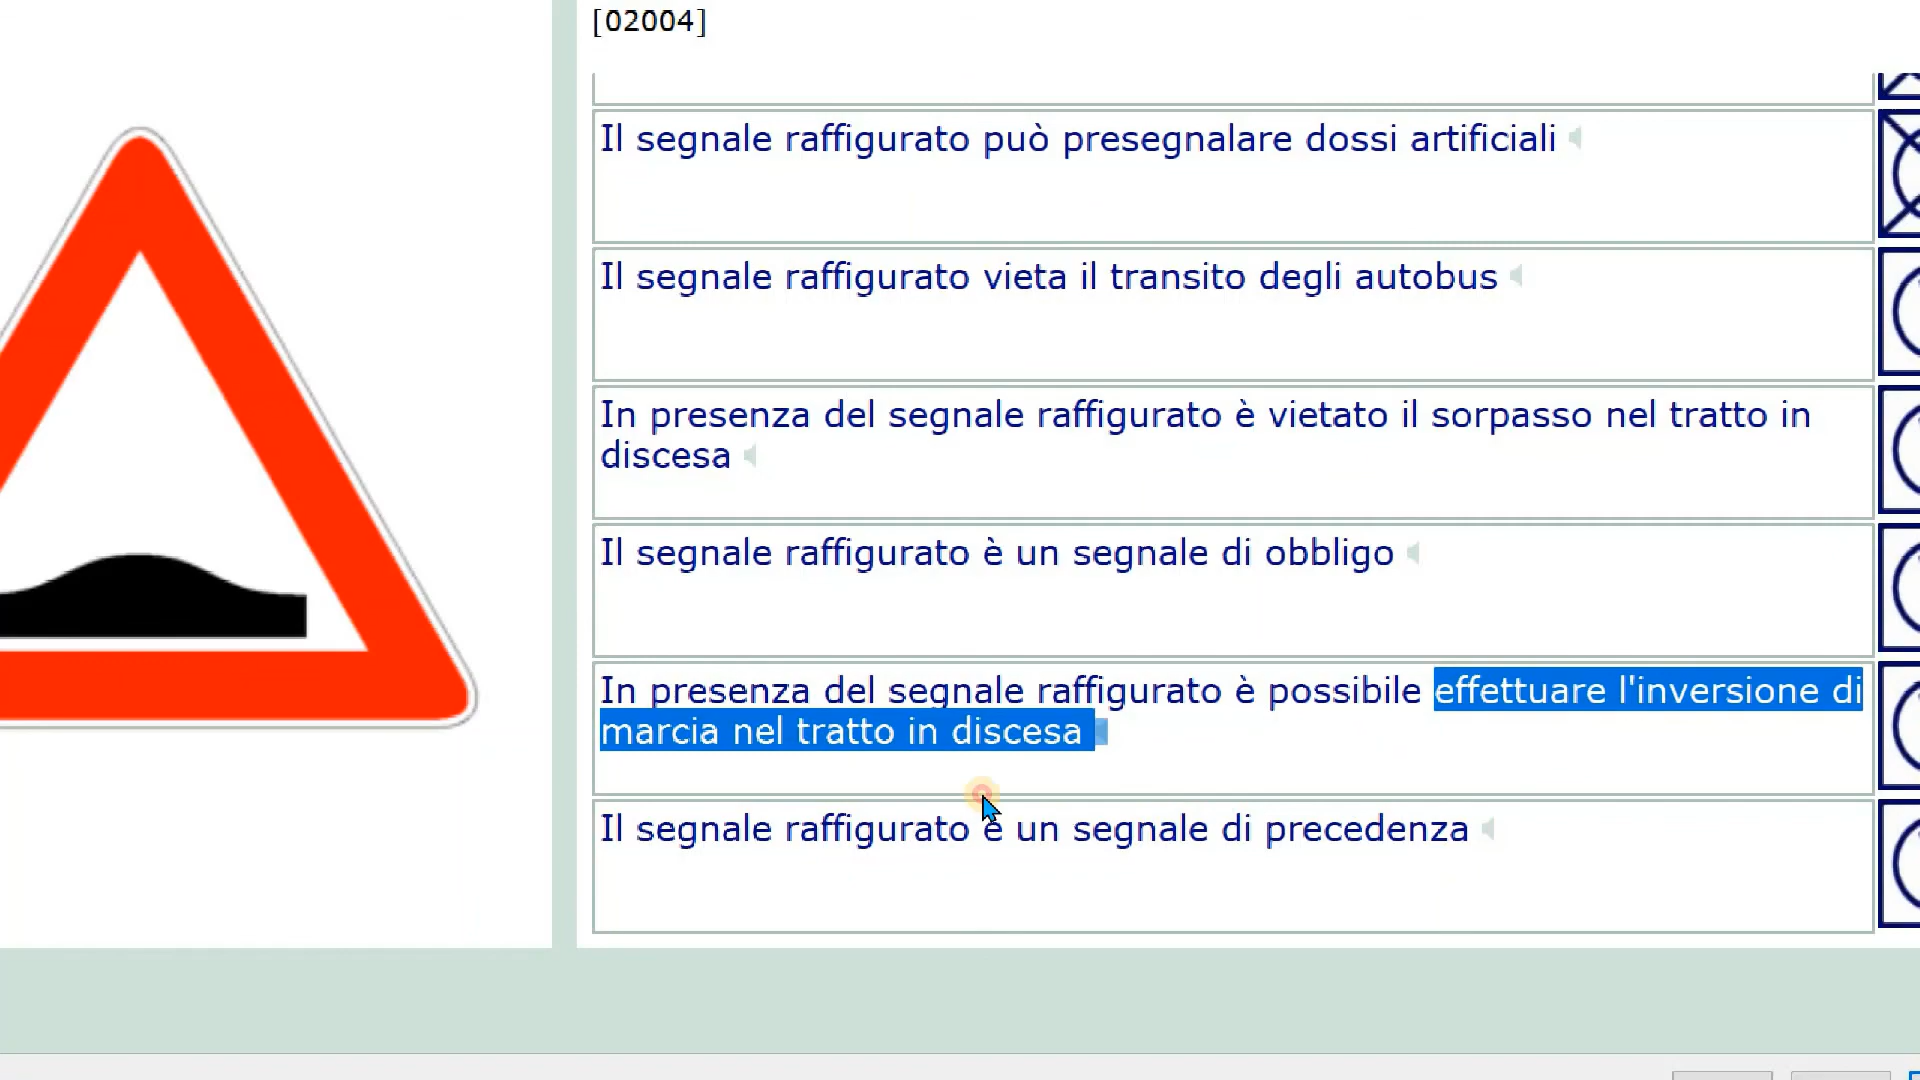 [02004]
Il segnale raffigurato può presegnalare dossi artificiali
Il segnale raffigurato vieta il transito degli autobus
In presenza del segnale raffigurato è vietato il sorpasso nel tratto in
discesa
Il segnale raffigurato è un segnale di obbligo
In presenza del segnale raffigurato è possibile effettuare l'inversione di
marcia nel tratto in discesa
Il segnale raffigurato è un segnale di precedenza